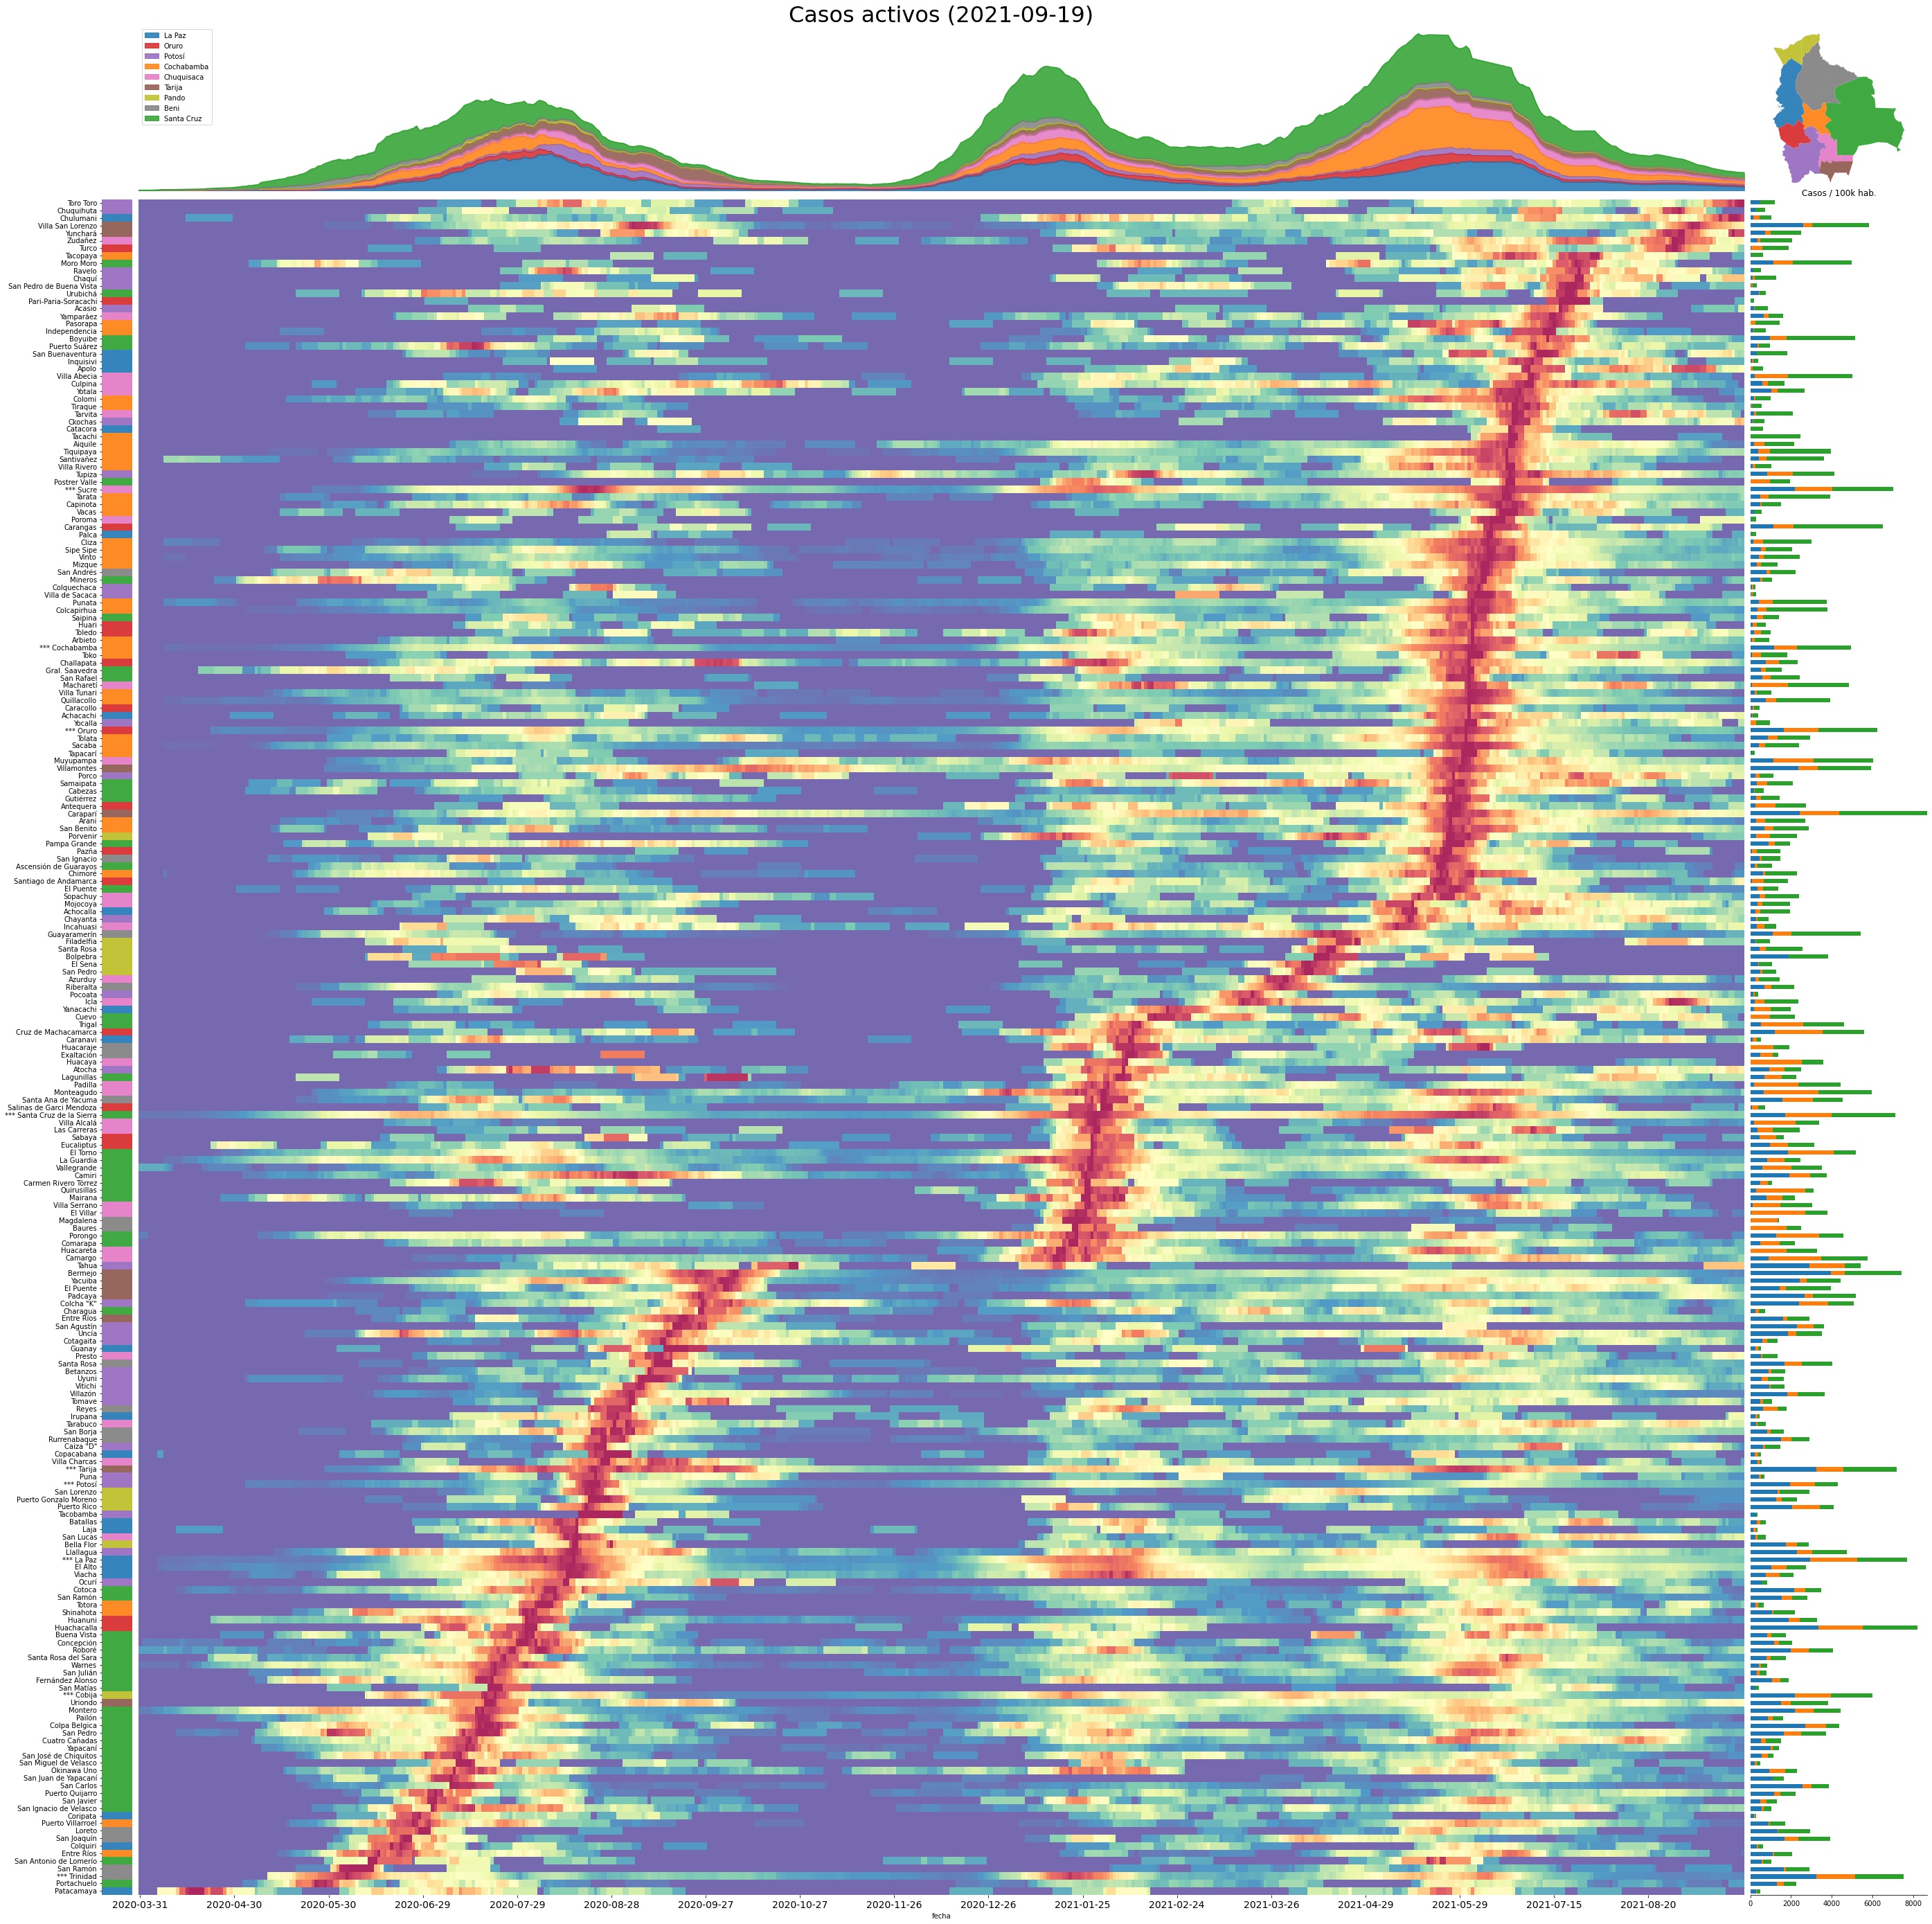 Casos activos (2021-09-19)
La Paz
Oruro
Potosí
Cochabamba
Chuquisaca
Tarija
Pando
Beni
Santa Cruz
Casos / 100k hab.
Toro Toro
Chuquihuta
Chulumani
Villa San Lorenzo
Yunchará
Zudañez
Turco
Tacopaya
Moro Moro
Ravelo
Chaquí
San Pedro de Buena Vista
Urubichá
Pari-Paria-Soracachi
Acasio
Yamparáez
Pasorapa
Independencia
Boyuibe
Puerto Suárez
San Buenaventura
Inquisivi
Apolo
Villa Abecia
Culpina
Yotala
Colomi
Tiraque
Tarvita
Ckochas
Catacora
Tacachi
Aiquile
Tiquipaya
Santivañez
Villa Rivero
Tupiza
Postrer Valle
*** Sucre
Tarata
Capinota
Vacas
Poroma
Carangas
Palca
Cliza
Sipe Sipe
Vinto
Mizque
San Andrés
Mineros
Colquechaca
Villa de Sacaca
Punata
Colcapirhua
Saipina
Huari
Toledo
Arbieto
*** Cochabamba
Toko
Challapata
Gral. Saavedra
San Rafael
Machareti
Villa Tunari
Quillacollo
Caracollo
Achacachi
Yocalla
*** Oruro
Tolata
Sacaba
Tapacarí
Muyupampa
Villamontes
Porco
Samaipata
Cabezas
Gutiérrez
Antequera
Caraparí
Arani
San Benito
Porvenir
Pampa Grande
Pazña
San Ignacio
Ascensión de Guarayos
Chimoré
Santiago de Andamarca
El Puente
Sopachuy
Mojocoya
Achocalla
Chayanta
Incahuasi
Guayaramerín
Filadelfia
Santa Rosa
Bolpebra
El Sena
San Pedro
Azurduy
Riberalta
Pocoata
Icla
Yanacachi
Cuevo
Trigal
Cruz de Machacamarca
Caranavi
Huacaraje
Exaltación
Huacaya
Atocha
Lagunillas
Padilla
Monteagudo
Santa Ana de Yacuma
Salinas de Garci Mendoza
*** Santa Cruz de la Sierra
Villa Alcalá
Las Carreras
Sabaya
Eucaliptus
El Torno
La Guardia
Vallegrande
Camiri
Carmen Rivero Tórrez
Quirusillas
Mairana
Villa Serrano
El Villar
Magdalena
Baures
Porongo
Comarapa
Huacareta
Camargo
Tahua
Bermejo
Yacuiba
El Puente
Padcaya
Colcha "K"
Charagua
Entre Ríos
San Agustín
Uncía
Cotagaita
Guanay
Presto
Santa Rosa
Betanzos
Uyuni
Vitichi
Villazón
Tomave
Reyes
Irupana
Tarabuco
San Borja
Rurrenabaque
Caiza "D"
Copacabana
Villa Charcas
*** Tarija
Puna
*** Potosí
San Lorenzo
Puerto Gonzalo Moreno
Puerto Rico
Tacobamba
Batallas
Laja
San Lucas
Bella Flor
Llallagua
*** La Paz
El Alto
Viacha
Ocurí
Cotoca
San Ramón
Totora
Shinahota
Huanuni
Huachacalla
Buena Vista
Concepción
Roboré
Santa Rosa del Sara
Warnes
San Julián
Fernández Alonso
San Matías
*** Cobija
Uriondo
Montero
Pailón
Colpa Belgica
San Pedro
Cuatro Cañadas
Yapacaní
San José de Chiquitos
San Miguel de Velasco
Okinawa Uno
San Juan de Yapacaní
San Carlos
Puerto Quijarro
San Javier
San Ignacio de Velasco
Coripata
Puerto Villarroel
Loreto
San Joaquín
Colquiri
Entre Ríos
San Antonio de Lomerío
San Ramón
*** Trinidad
Portachuelo
Patacamaya
2020-03-31 2020-04-30 2020-05-30 2020-06-29 2020-07-29 2020-08-28 2020-09-27 2020-10-27 2020-11-26 2020-12-26 2021-01-25 2021-02-24 2021-03-26 2021-04-29 2021-05-29 2021-07-15 2021-08-20
0 2000 4000 6000 8000
fecha